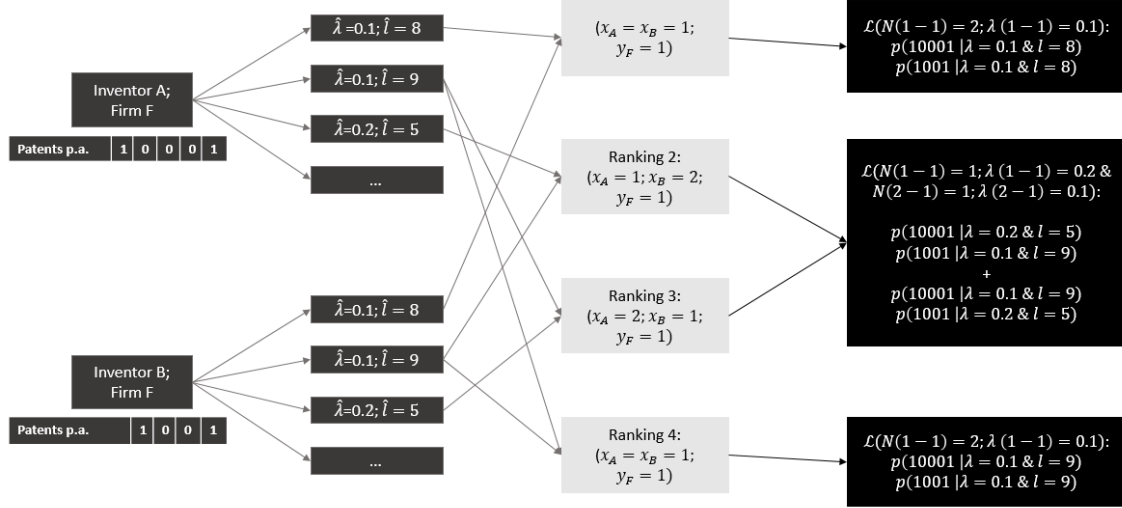 Inventor A;
Firm F
Patents p.a. 1 0 0 0 1
λ̂=0.1; l̂ = 8
λ̂=0.1; l̂ = 9
λ̂=0.2; l̂ = 5
...
Inventor B;
Firm F
Patents p.a. 1 0 0 1
λ̂=0.1; l̂ = 8
λ̂=0.1; l̂ = 9
λ̂=0.2; l̂ = 5
...
(x_A = x_B = 1;
y_F = 1)
Ranking 2:
(x_A = 1; x_B = 2;
y_F = 1)
Ranking 3:
(x_A = 2; x_B = 1;
y_F = 1)
Ranking 4:
(x_A = x_B = 1;
y_F = 1)
ℒ(N(1 − 1) = 2; λ (1 − 1) = 0.1):
p(10001 |λ = 0.1 & l = 8)
p(1001 |λ = 0.1 & l = 8)
ℒ(N(1 − 1) = 1; λ (1 − 1) = 0.2 &
N(2 − 1) = 1; λ (2 − 1) = 0.1):
p(10001 |λ = 0.2 & l = 5)
p(1001 |λ = 0.1 & l = 9)
+
p(10001 |λ = 0.1 & l = 9)
p(1001 |λ = 0.2 & l = 5)
ℒ(N(1 − 1) = 2; λ (1 − 1) = 0.1):
p(10001 |λ = 0.1 & l = 9)
p(1001 |λ = 0.1 & l = 9)